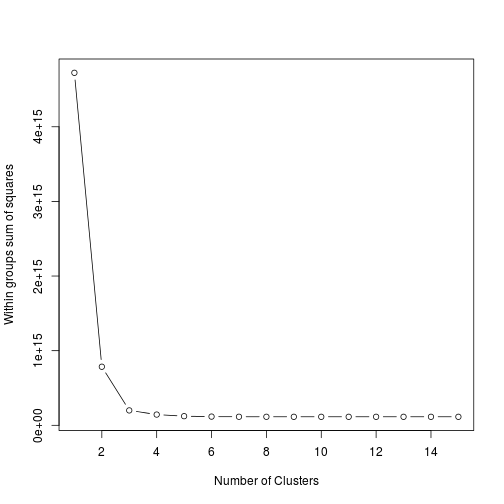 Within groups sum of squares
4e+15
3e+15
2e+15
1e+15
0e+00
2 4 6 8 10 12 14
Number of Clusters